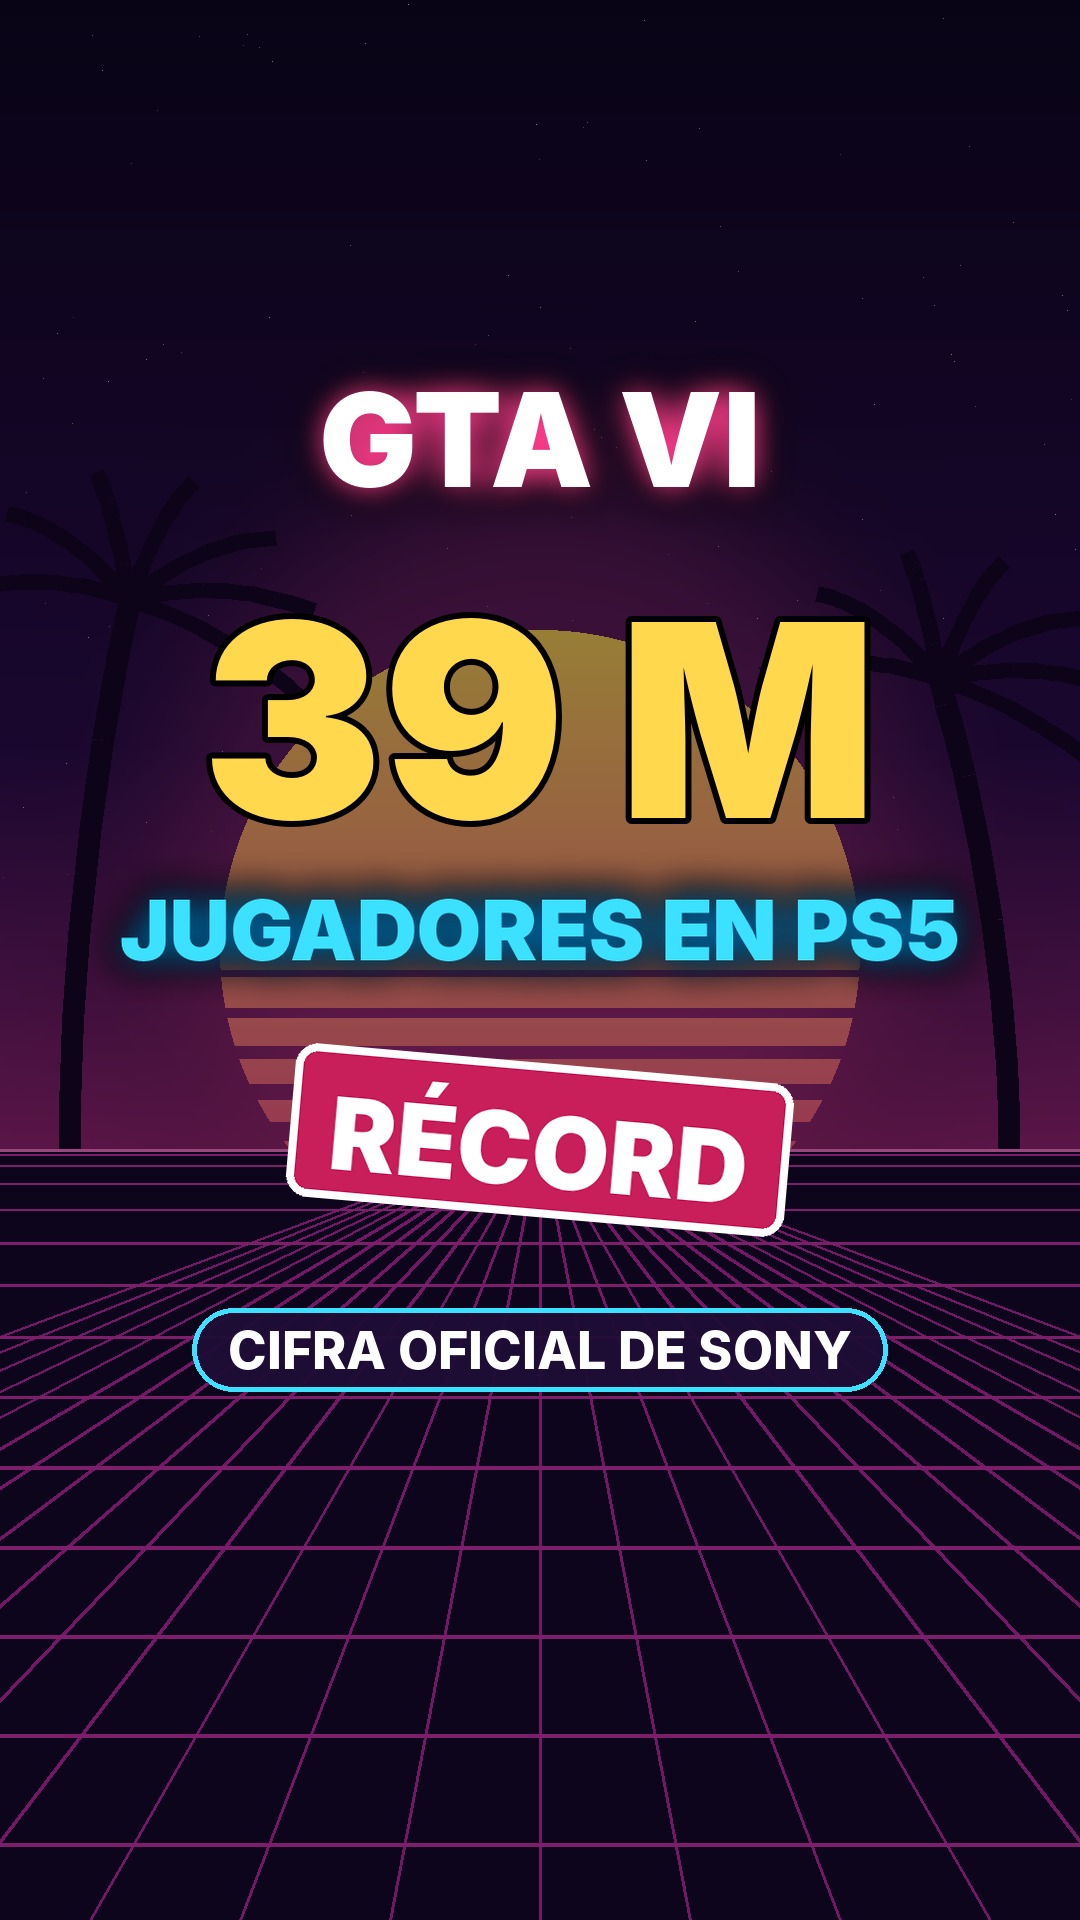 GTA VI
39 M
JUGADORES EN PS5
RÉCORD
CIFRA OFICIAL DE SONY